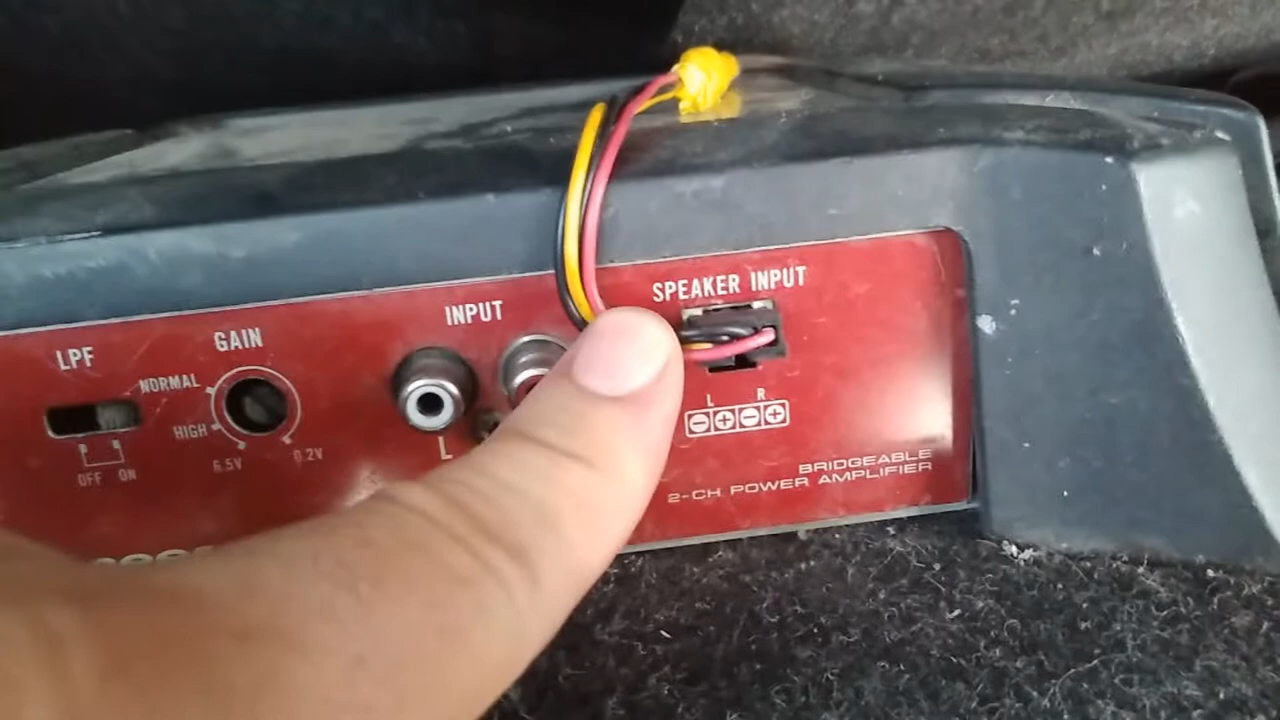 LPF
OFF ON
GAIN
NORMAL
HIGH
6.5V 0.2V
INPUT
L
SPEAKER INPUT
L R
- + - +
BRIDGEABLE
2-CH POWER AMPLIFIER